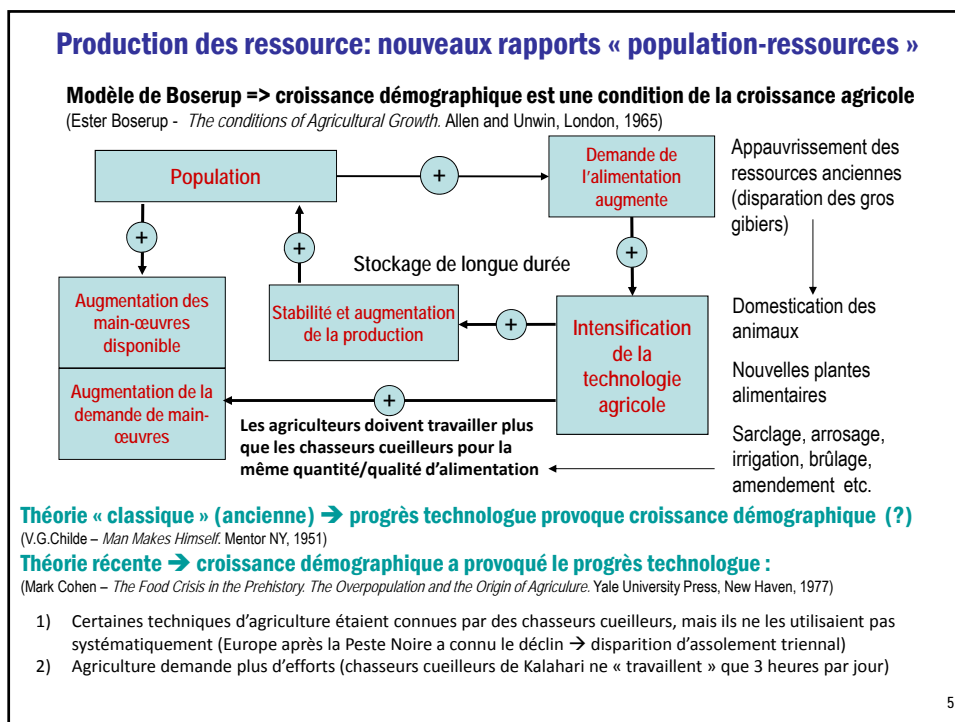 Production des ressource: nouveaux rapports « population-ressources »
Modèle de Boserup => croissance démographique est une condition de la croissance agricole
(Ester Boserup - The conditions of Agricultural Growth. Allen and Unwin, London, 1965)
Population
+
Demande de
l'alimentation
augmente
Appauvrissement des
ressources anciennes
(disparation des gros
gibiers)
+
+
+
Stockage de longue durée
Augmentation des
main-œuvres
disponible
Stabilité et augmentation
de la production
+
Intensification
de la
technologie
agricole
Domestication des
animaux
Nouvelles plantes
alimentaires
Augmentation de la
demande de main-
œuvres
+
Les agriculteurs doivent travailler plus
que les chasseurs cueilleurs pour la
même quantité/qualité d'alimentation
Sarclage, arrosage,
irrigation, brûlage,
amendement etc.
Théorie « classique » (ancienne) ➔ progrès technologue provoque croissance démographique (?)
(V.G.Childe – Man Makes Himself. Mentor NY, 1951)
Théorie récente ➔ croissance démographique a provoqué le progrès technologue :
(Mark Cohen – The Food Crisis in the Prehistory. The Overpopulation and the Origin of Agriculure. Yale University Press, New Haven, 1977)
1) Certaines techniques d'agriculture étaient connues par des chasseurs cueilleurs, mais ils ne les utilisaient pas
systématiquement (Europe après la Peste Noire a connu le déclin → disparition d'assolement triennal)
2) Agriculture demande plus d'efforts (chasseurs cueilleurs de Kalahari ne « travaillent » que 3 heures par jour)
5